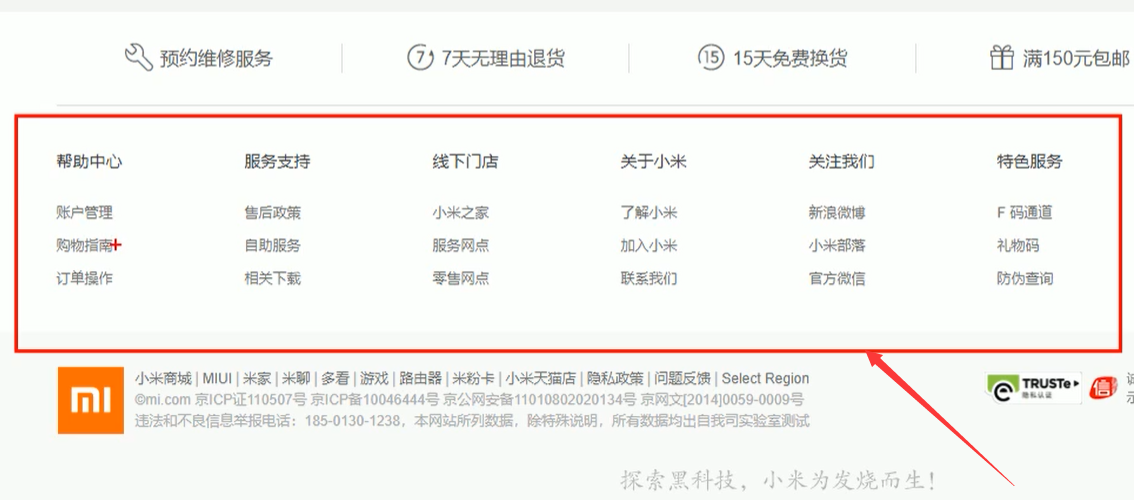 预约维修服务 7天无理由退货 15天免费换货 满150元包邮
帮助中心 服务支持 线下门店 关于小米 关注我们 特色服务
账户管理 售后政策 小米之家 了解小米 新浪微博 F 码通道
购物指南 自助服务 服务网点 加入小米 小米部落 礼物码
订单操作 相关下载 零售网点 联系我们 官方微信 防伪查询
小米商城 | MIUI | 米家 | 米聊 | 多看 | 游戏 | 路由器 | 米粉卡 | 小米天猫店 | 隐私政策 | 问题反馈 | Select Region
©mi.com 京ICP证110507号 京ICP备10046444号 京公网安备11010802020134号 京网文[2014]0059-0009号
违法和不良信息举报电话：185-0130-1238，本网站所列数据，除特殊说明，所有数据均出自我司实验室测试
TRUSTe
隐私认证
信
示
探索黑科技，小米为发烧而生！